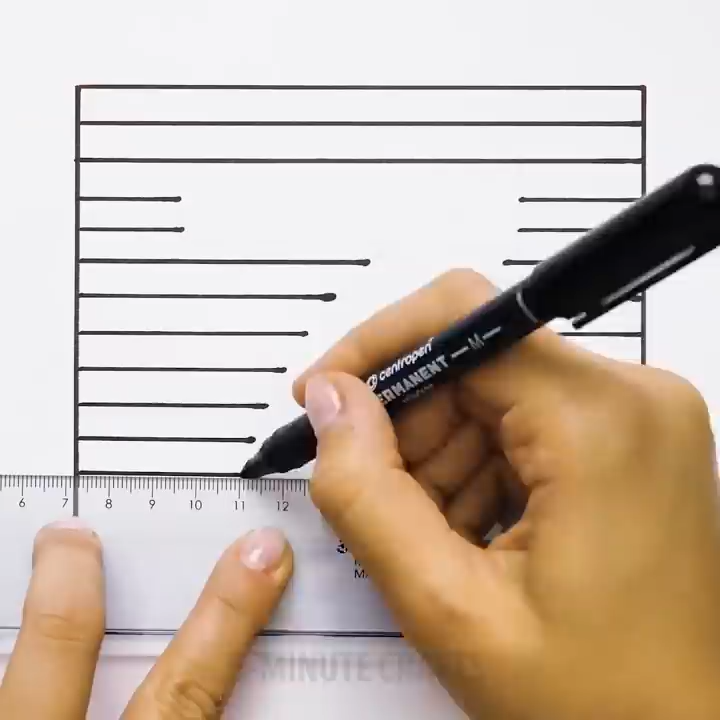 centropen
PERMANENT — M —
6 7 8 9 10 11 12
MINUTE CRAFTS